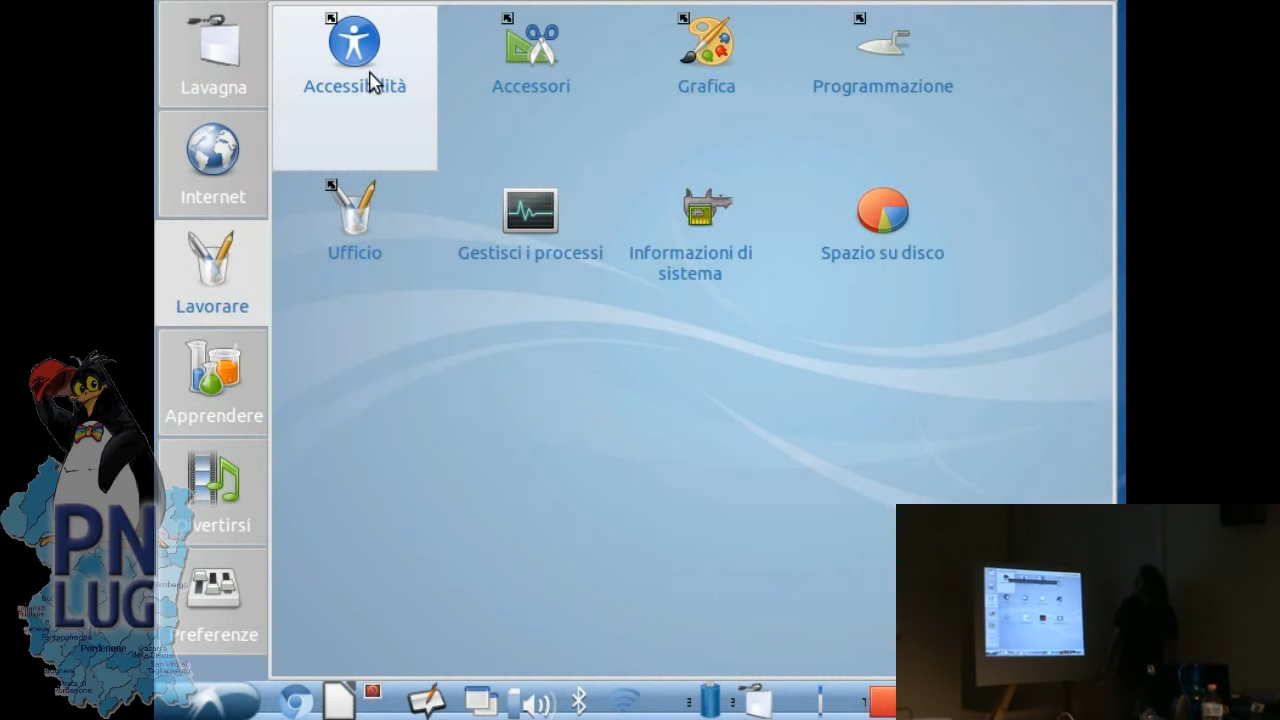 Lavagna
Accessibilità
Accessori
Grafica
Programmazione
Internet
Ufficio
Gestisci i processi
Informazioni di
sistema
Spazio su disco
Lavorare
Apprendere
Divertirsi
Preferenze
PN
LUG
Pordenone